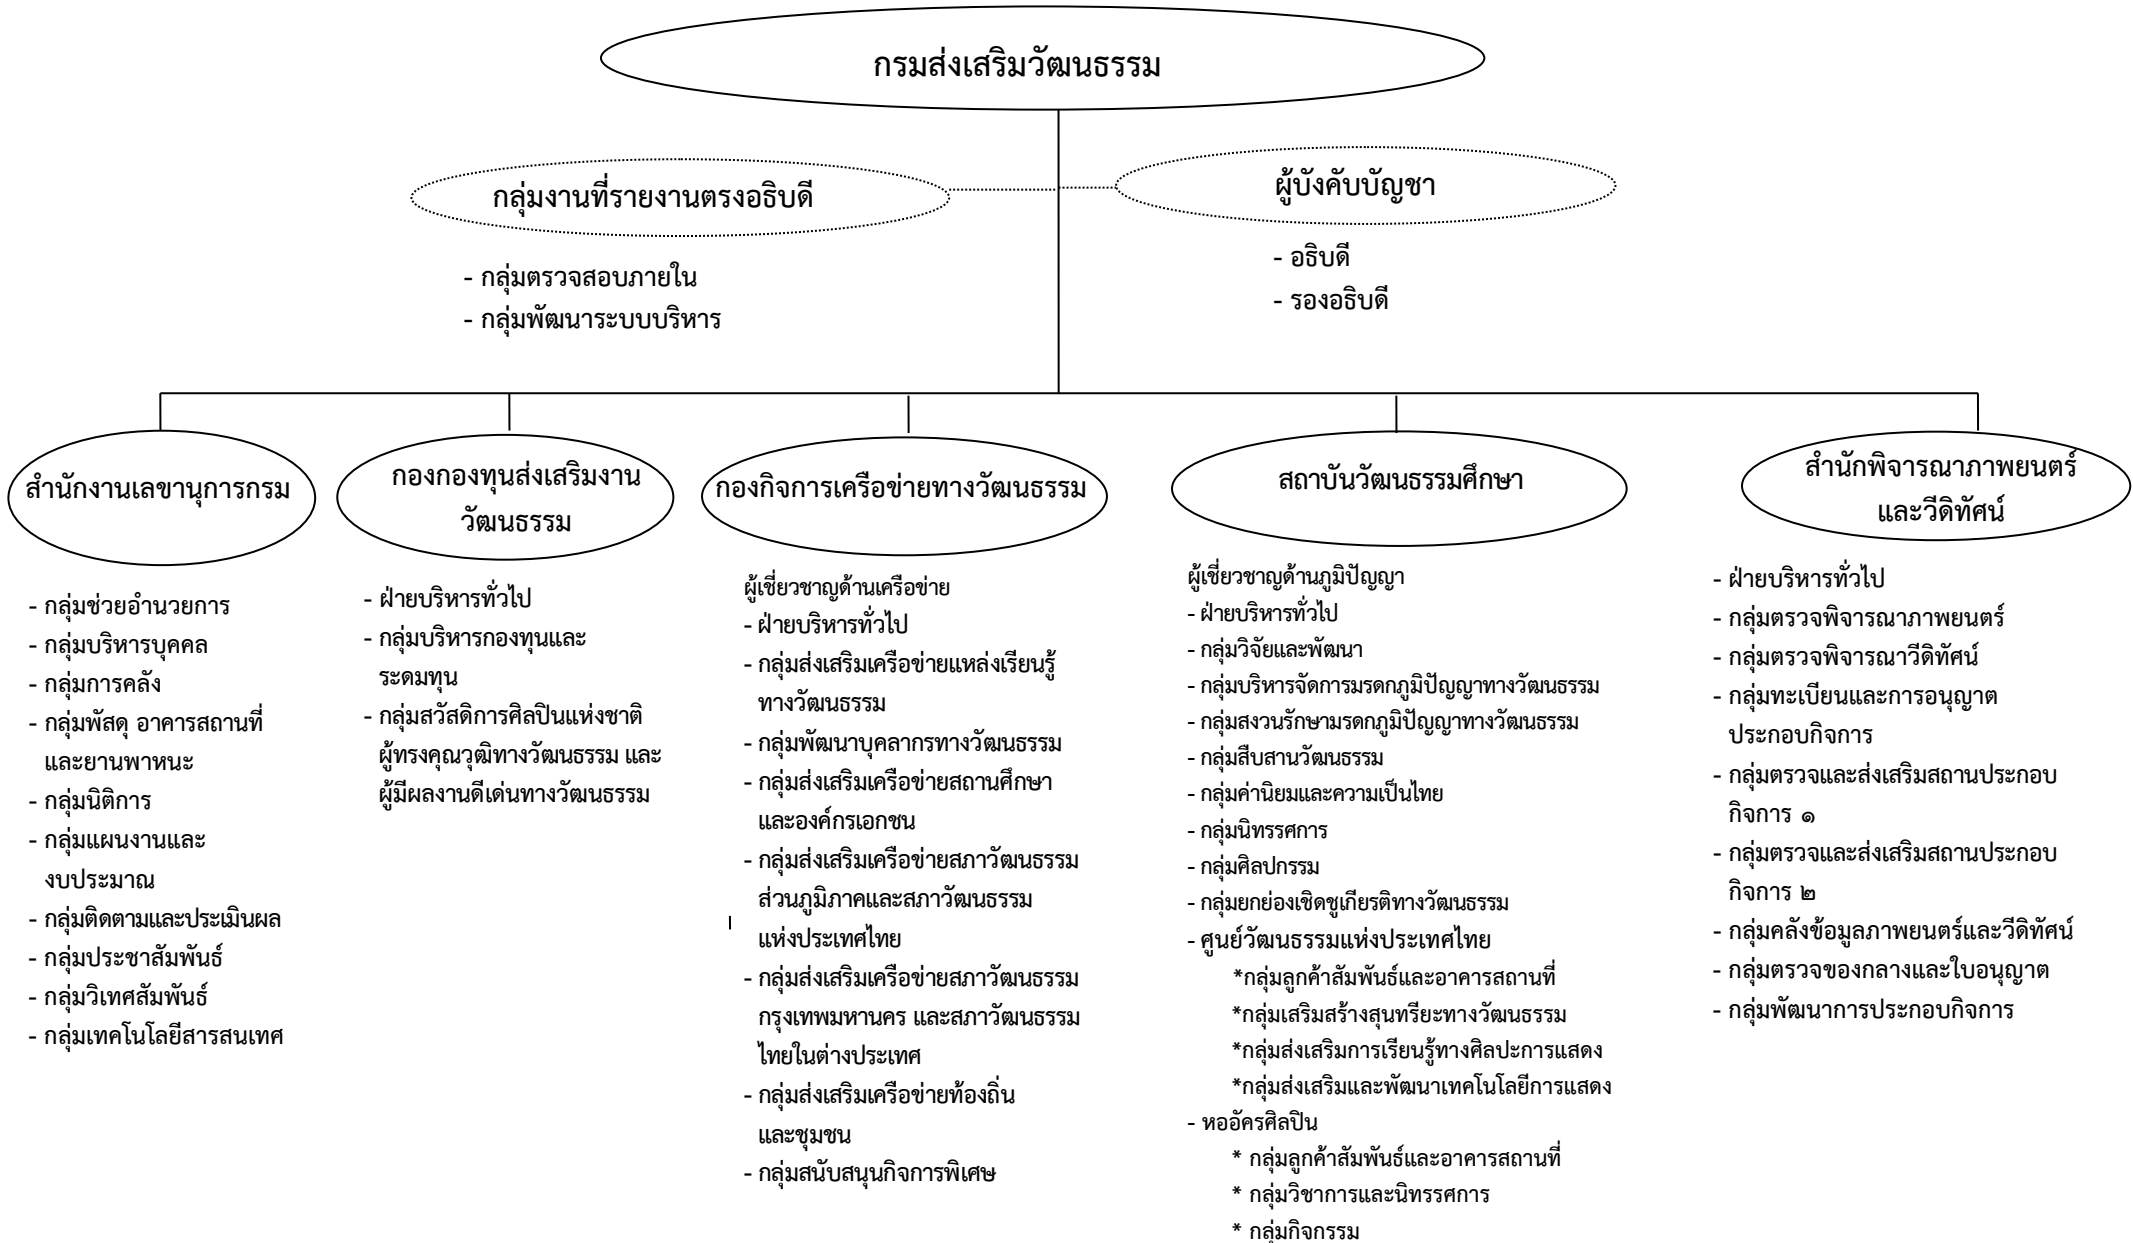 กรมส่งเสริมวัฒนธรรม
กลุ่มงานที่รายงานตรงอธิบดี
- กลุ่มตรวจสอบภายใน
- กลุ่มพัฒนาระบบบริหาร
ผู้บังคับบัญชา
- อธิบดี
- รองอธิบดี
สำนักงานเลขานุการกรม
- กลุ่มช่วยอำนวยการ
- กลุ่มบริหารบุคคล
- กลุ่มการคลัง
- กลุ่มพัสดุ อาคารสถานที่
และยานพาหนะ
- กลุ่มนิติการ
- กลุ่มแผนงานและ
งบประมาณ
- กลุ่มติดตามและประเมินผล
- กลุ่มประชาสัมพันธ์
- กลุ่มวิเทศสัมพันธ์
- กลุ่มเทคโนโลยีสารสนเทศ
กองกองทุนส่งเสริมงาน
วัฒนธรรม
- ฝ่ายบริหารทั่วไป
- กลุ่มบริหารกองทุนและ
ระดมทุน
- กลุ่มสวัสดิการศิลปินแห่งชาติ
ผู้ทรงคุณวุฒิทางวัฒนธรรม และ
ผู้มีผลงานดีเด่นทางวัฒนธรรม
กองกิจการเครือข่ายทางวัฒนธรรม
ผู้เชี่ยวชาญด้านเครือข่าย
- ฝ่ายบริหารทั่วไป
- กลุ่มส่งเสริมเครือข่ายแหล่งเรียนรู้
ทางวัฒนธรรม
- กลุ่มพัฒนาบุคลากรทางวัฒนธรรม
- กลุ่มส่งเสริมเครือข่ายสถานศึกษา
และองค์กรเอกชน
- กลุ่มส่งเสริมเครือข่ายสภาวัฒนธรรม
ส่วนภูมิภาคและสภาวัฒนธรรม
แห่งประเทศไทย
- กลุ่มส่งเสริมเครือข่ายสภาวัฒนธรรม
กรุงเทพมหานคร และสภาวัฒนธรรม
ไทยในต่างประเทศ
- กลุ่มส่งเสริมเครือข่ายท้องถิ่น
และชุมชน
- กลุ่มสนับสนุนกิจการพิเศษ
สถาบันวัฒนธรรมศึกษา
ผู้เชี่ยวชาญด้านภูมิปัญญา
- ฝ่ายบริหารทั่วไป
- กลุ่มวิจัยและพัฒนา
- กลุ่มบริหารจัดการมรดกภูมิปัญญาทางวัฒนธรรม
- กลุ่มสงวนรักษามรดกภูมิปัญญาทางวัฒนธรรม
- กลุ่มสืบสานวัฒนธรรม
- กลุ่มค่านิยมและความเป็นไทย
- กลุ่มนิทรรศการ
- กลุ่มศิลปกรรม
- กลุ่มยกย่องเชิดชูเกียรติทางวัฒนธรรม
- ศูนย์วัฒนธรรมแห่งประเทศไทย
*กลุ่มลูกค้าสัมพันธ์และอาคารสถานที่
*กลุ่มเสริมสร้างสุนทรียะทางวัฒนธรรม
*กลุ่มส่งเสริมการเรียนรู้ทางศิลปะการแสดง
*กลุ่มส่งเสริมและพัฒนาเทคโนโลยีการแสดง
- หออัครศิลปิน
* กลุ่มลูกค้าสัมพันธ์และอาคารสถานที่
* กลุ่มวิชาการและนิทรรศการ
* กลุ่มกิจกรรม
สำนักพิจารณาภาพยนตร์
และวีดิทัศน์
- ฝ่ายบริหารทั่วไป
- กลุ่มตรวจพิจารณาภาพยนตร์
- กลุ่มตรวจพิจารณาวีดิทัศน์
- กลุ่มทะเบียนและการอนุญาต
ประกอบกิจการ
- กลุ่มตรวจและส่งเสริมสถานประกอบ
กิจการ ๑
- กลุ่มตรวจและส่งเสริมสถานประกอบ
กิจการ ๒
- กลุ่มคลังข้อมูลภาพยนตร์และวีดิทัศน์
- กลุ่มตรวจของกลางและใบอนุญาต
- กลุ่มพัฒนาการประกอบกิจการ